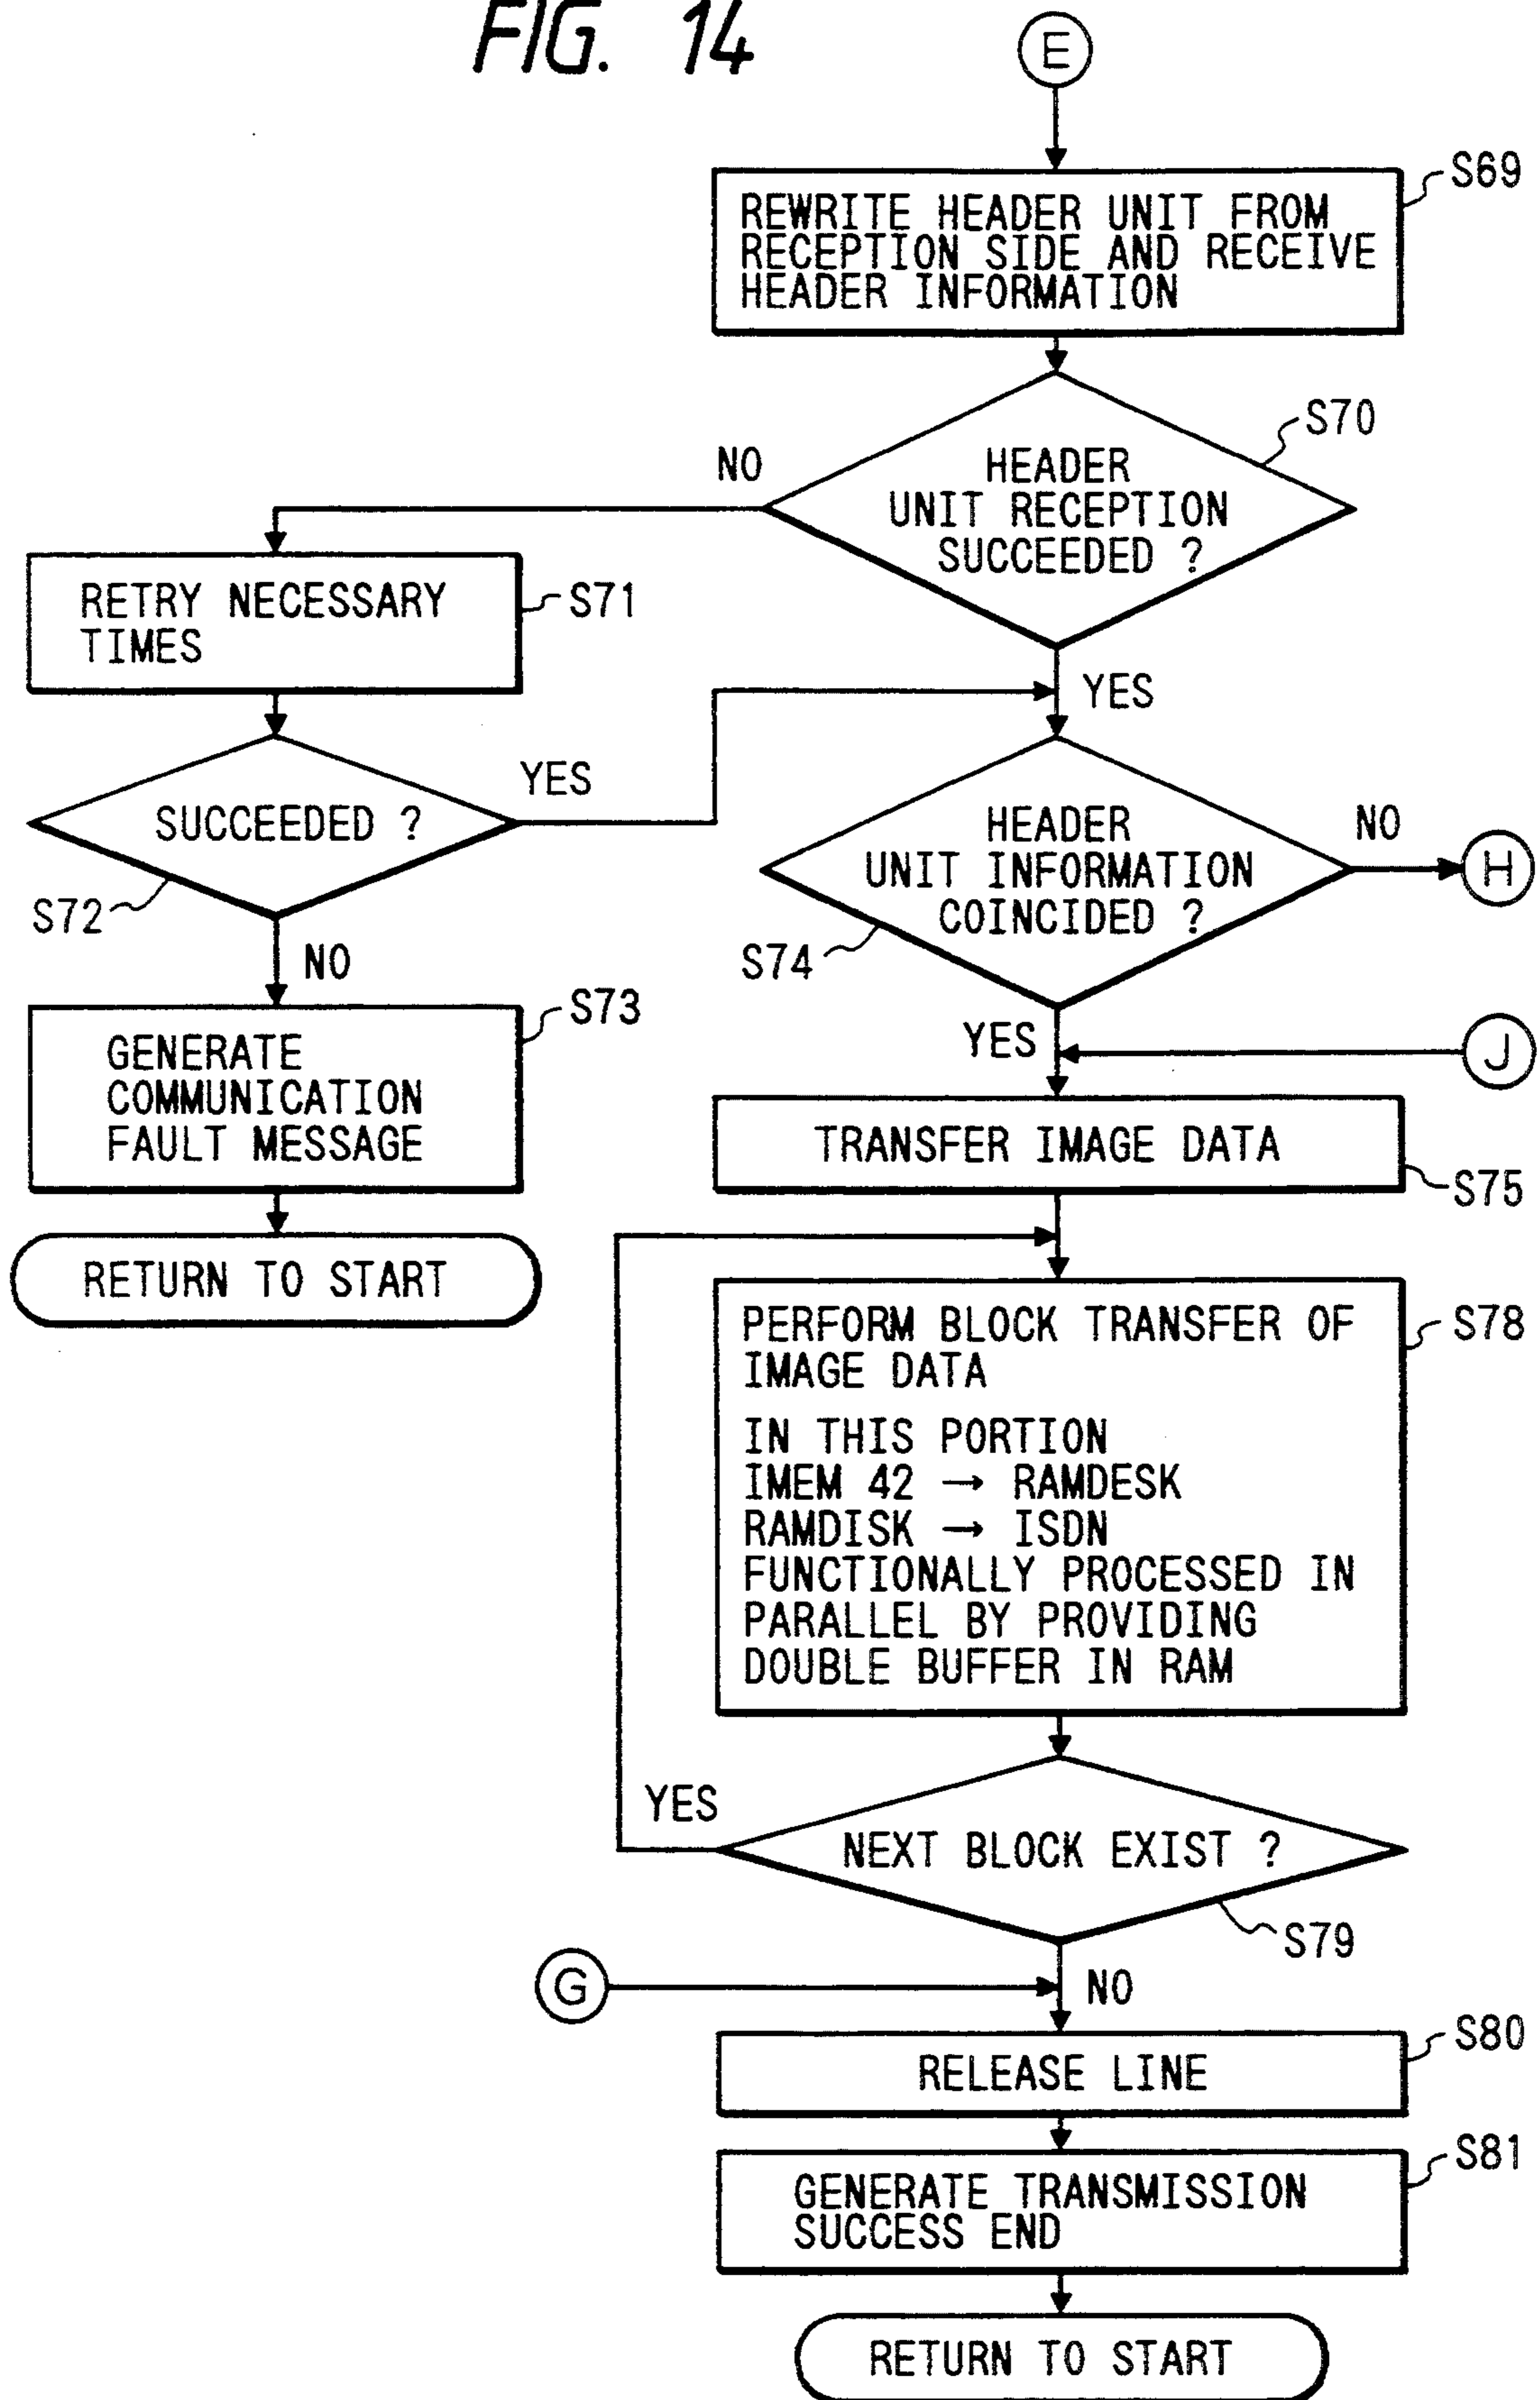 FIG. 14
E
S69
REWRITE HEADER UNIT FROM
RECEPTION SIDE AND RECEIVE
HEADER INFORMATION
S70
NO
HEADER
UNIT RECEPTION
SUCCEEDED ?
RETRY NECESSARY
TIMES
S71
YES
YES
SUCCEEDED ?
S72
HEADER
UNIT INFORMATION
COINCIDED ?
NO
H
S74
NO
S73
GENERATE
COMMUNICATION
FAULT MESSAGE
YES
J
TRANSFER IMAGE DATA
S75
RETURN TO START
PERFORM BLOCK TRANSFER OF
IMAGE DATA
S78
IN THIS PORTION
IMEM 42 → RAMDESK
RAMDISK → ISDN
FUNCTIONALLY PROCESSED IN
PARALLEL BY PROVIDING
DOUBLE BUFFER IN RAM
YES
NEXT BLOCK EXIST ?
S79
G
NO
S80
RELEASE LINE
S81
GENERATE TRANSMISSION
SUCCESS END
RETURN TO START